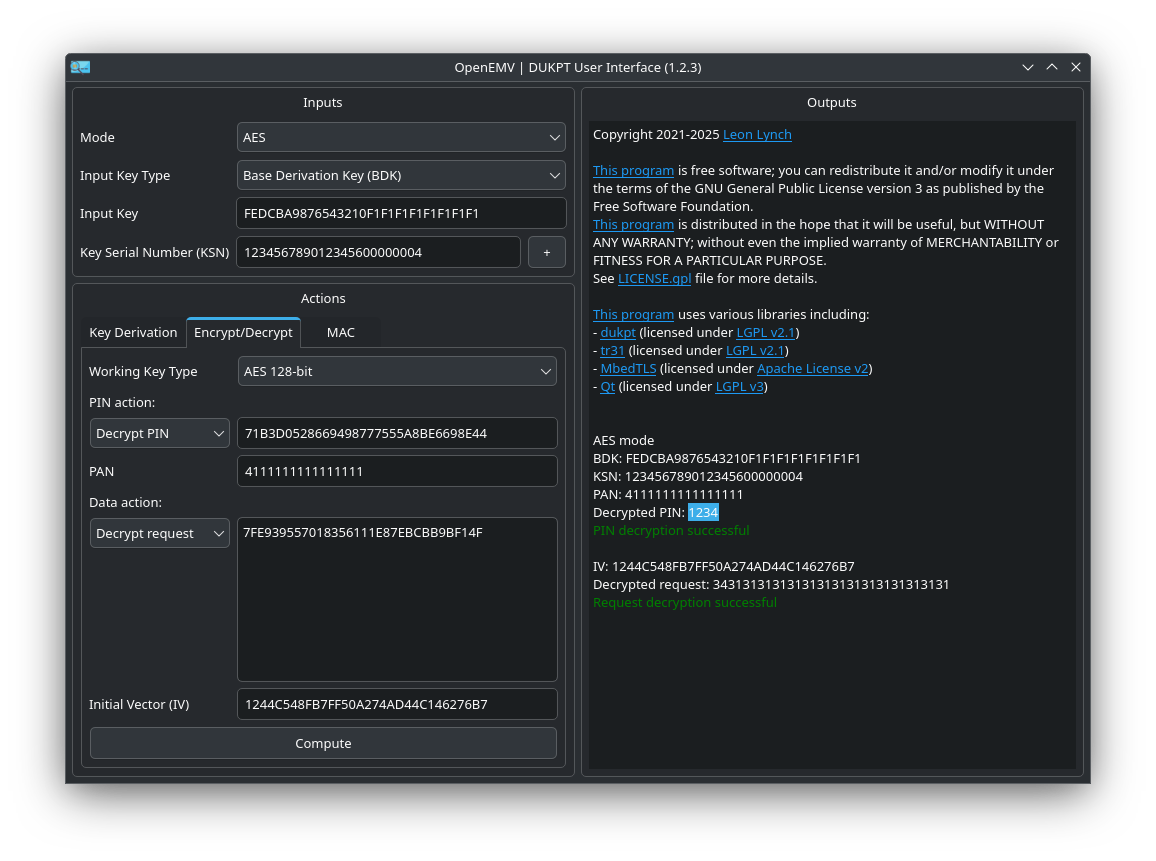 OpenEMV | DUKPT User Interface (1.2.3)
Inputs
Mode
AES
Input Key Type
Base Derivation Key (BDK)
Input Key
FEDCBA9876543210F1F1F1F1F1F1F1F1
Key Serial Number (KSN)
123456789012345600000004
+
Actions
Key Derivation
Encrypt/Decrypt
MAC
Working Key Type
AES 128-bit
PIN action:
Decrypt PIN
71B3D0528669498777555A8BE6698E44
PAN
4111111111111111
Data action:
Decrypt request
7FE939557018356111E87EBCBB9BF14F
Initial Vector (IV)
1244C548FB7FF50A274AD44C146276B7
Compute
Outputs
Copyright 2021-2025 Leon Lynch
This program is free software; you can redistribute it and/or modify it under
the terms of the GNU General Public License version 3 as published by the
Free Software Foundation.
This program is distributed in the hope that it will be useful, but WITHOUT
ANY WARRANTY; without even the implied warranty of MERCHANTABILITY or
FITNESS FOR A PARTICULAR PURPOSE.
See LICENSE.gpl file for more details.
This program uses various libraries including:
- dukpt (licensed under LGPL v2.1)
- tr31 (licensed under LGPL v2.1)
- MbedTLS (licensed under Apache License v2)
- Qt (licensed under LGPL v3)
AES mode
BDK: FEDCBA9876543210F1F1F1F1F1F1F1F1
KSN: 123456789012345600000004
PAN: 4111111111111111
Decrypted PIN: 1234
PIN decryption successful
IV: 1244C548FB7FF50A274AD44C146276B7
Decrypted request: 34313131313131313131313131313131
Request decryption successful